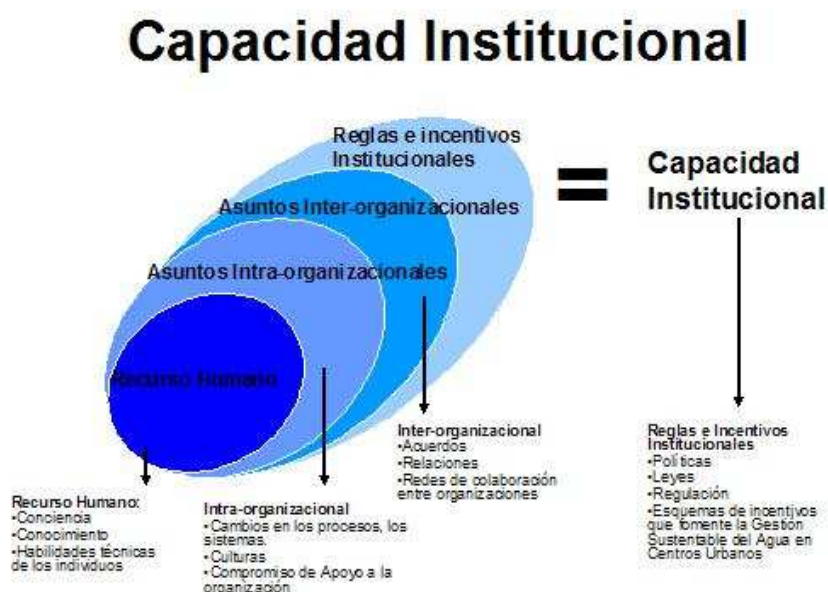 Capacidad Institucional
Reglas e incentivos
Institucionales
Asuntos Inter-organizacionales
Asuntos Intra-organizacionales
Recurso Humano
=
Capacidad
Institucional
Recurso Humano:
•Conciencia
•Conocimiento
•Habilidades técnicas
de los individuos
Intra-organizacional
•Cambios en los procesos, los
sistemas.
•Culturas
•Compromiso de Apoyo a la
organización
Inter-organizacional
•Acuerdos
•Relaciones
•Redes de colaboración
entre organizaciones
Reglas e Incentivos
Institucionales
•Políticas
•Leyes
•Regulación
•Esquemas de incentivos
que fomente la Gestión
Sustentable del Agua en
Centros Urbanos